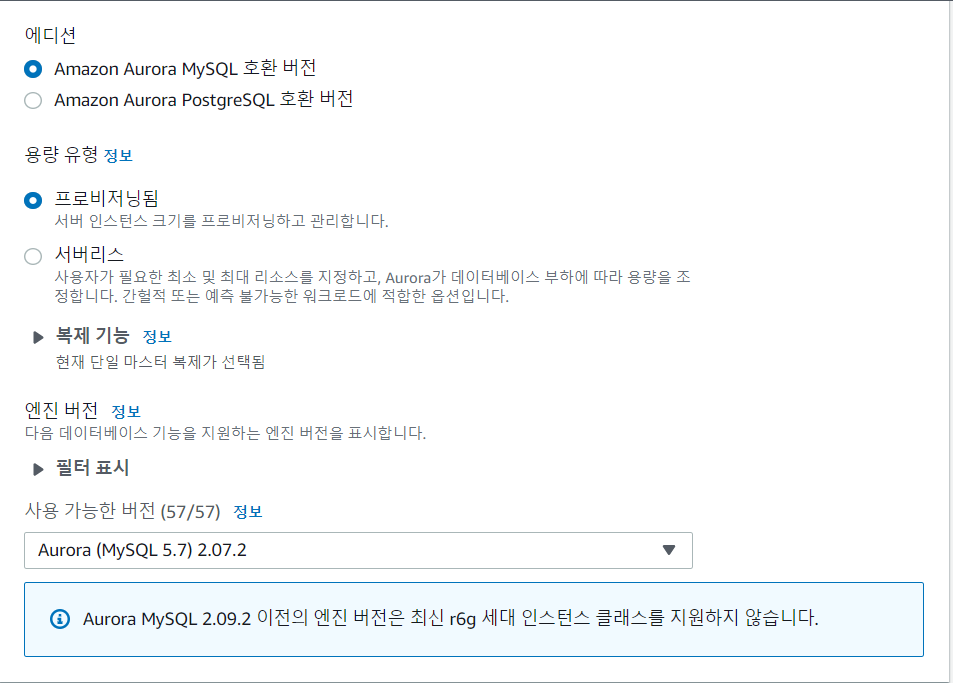 에디션
Amazon Aurora MySQL 호환 버전
Amazon Aurora PostgreSQL 호환 버전
용량 유형 정보
프로비저닝됨
서버 인스턴스 크기를 프로비저닝하고 관리합니다.
서버리스
사용자가 필요한 최소 및 최대 리소스를 지정하고, Aurora가 데이터베이스 부하에 따라 용량을 조
정합니다. 간헐적 또는 예측 불가능한 워크로드에 적합한 옵션입니다.
복제 기능 정보
현재 단일 마스터 복제가 선택됨
엔진 버전 정보
다음 데이터베이스 기능을 지원하는 엔진 버전을 표시합니다.
필터 표시
사용 가능한 버전 (57/57) 정보
Aurora (MySQL 5.7) 2.07.2
Aurora MySQL 2.09.2 이전의 엔진 버전은 최신 r6g 세대 인스턴스 클래스를 지원하지 않습니다.